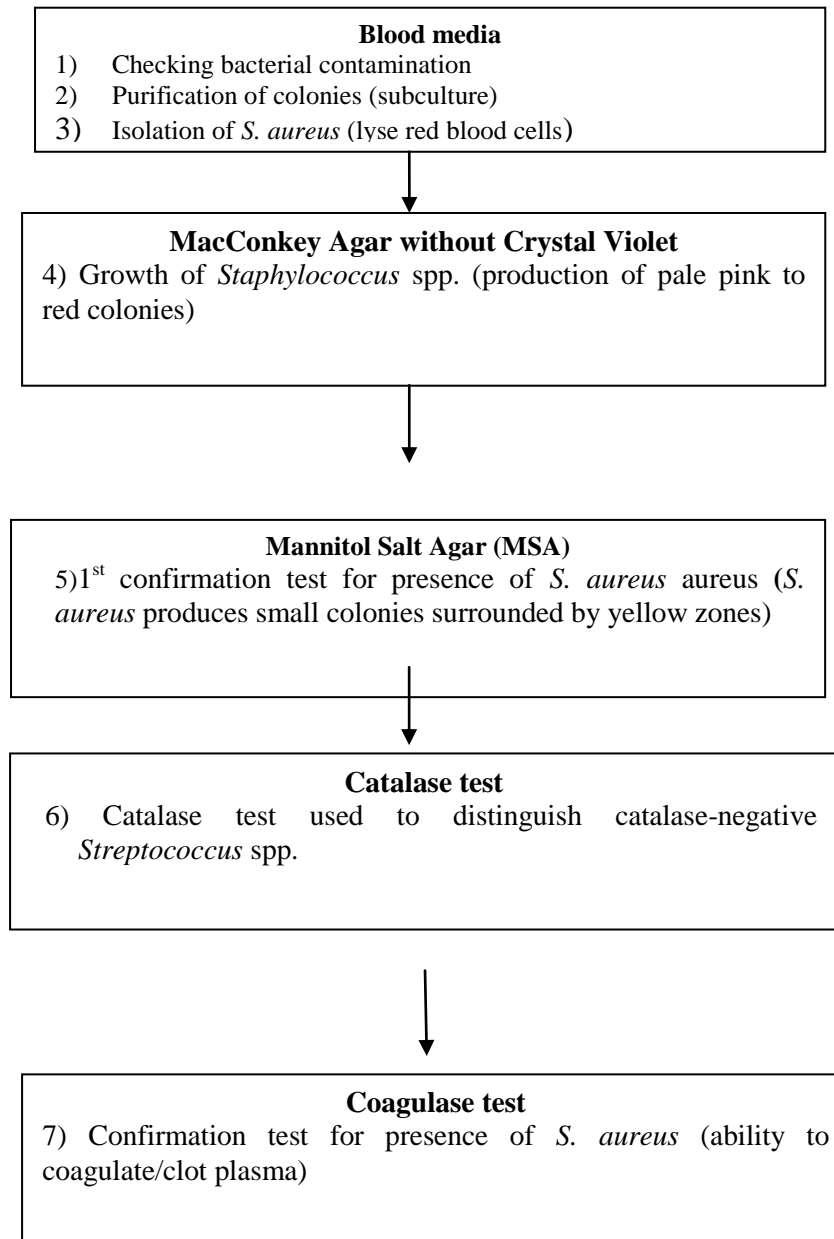 Blood media
1) Checking bacterial contamination
2) Purification of colonies (subculture)
3) Isolation of S. aureus (lyse red blood cells)
MacConkey Agar without Crystal Violet
4) Growth of Staphylococcus spp. (production of pale pink to
red colonies)
Mannitol Salt Agar (MSA)
5)1st confirmation test for presence of S. aureus aureus (S.
aureus produces small colonies surrounded by yellow zones)
Catalase test
6) Catalase test used to distinguish catalase-negative
Streptococcus spp.
Coagulase test
7) Confirmation test for presence of S. aureus (ability to
coagulate/clot plasma)